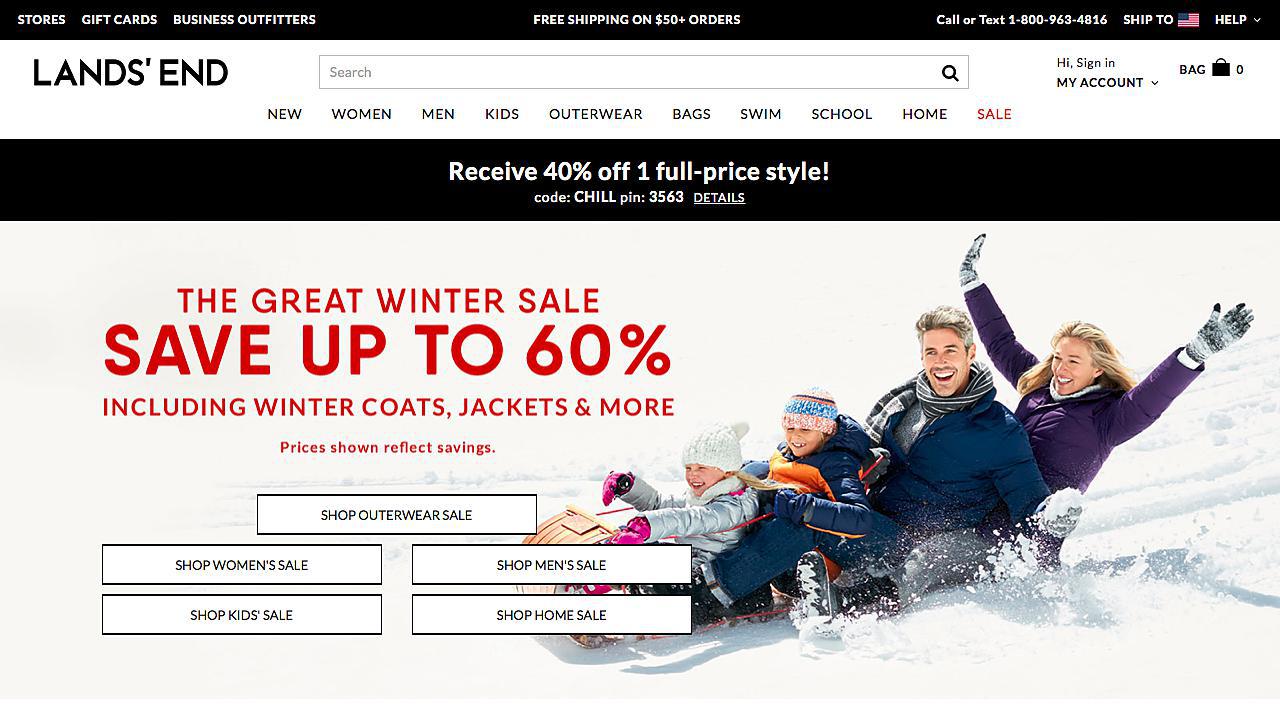 STORES GIFT CARDS BUSINESS OUTFITTERS FREE SHIPPING ON $50+ ORDERS Call or Text 1-800-963-4816 SHIP TO HELP
LANDS' END
Search
Hi, Sign in
MY ACCOUNT
BAG 0
NEW WOMEN MEN KIDS OUTERWEAR BAGS SWIM SCHOOL HOME SALE
Receive 40% off 1 full-price style!
code: CHILL pin: 3563 DETAILS
THE GREAT WINTER SALE
SAVE UP TO 60%
INCLUDING WINTER COATS, JACKETS & MORE
Prices shown reflect savings.
SHOP OUTERWEAR SALE
SHOP WOMEN'S SALE SHOP MEN'S SALE
SHOP KIDS' SALE SHOP HOME SALE